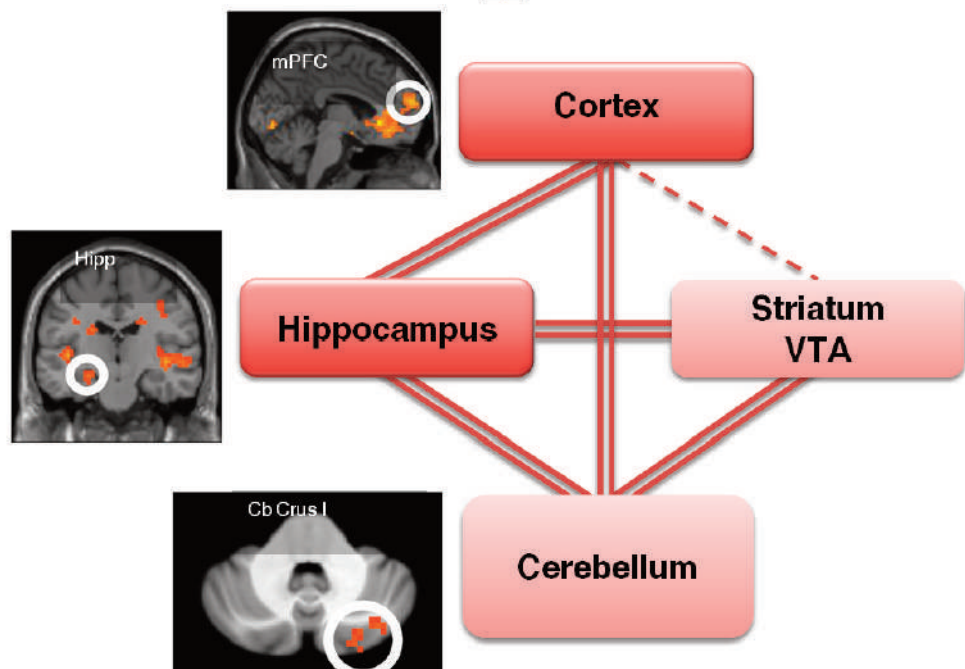 mPFC
Cortex
Hipp
Hippocampus
Striatum
VTA
Cb Crus I
Cerebellum